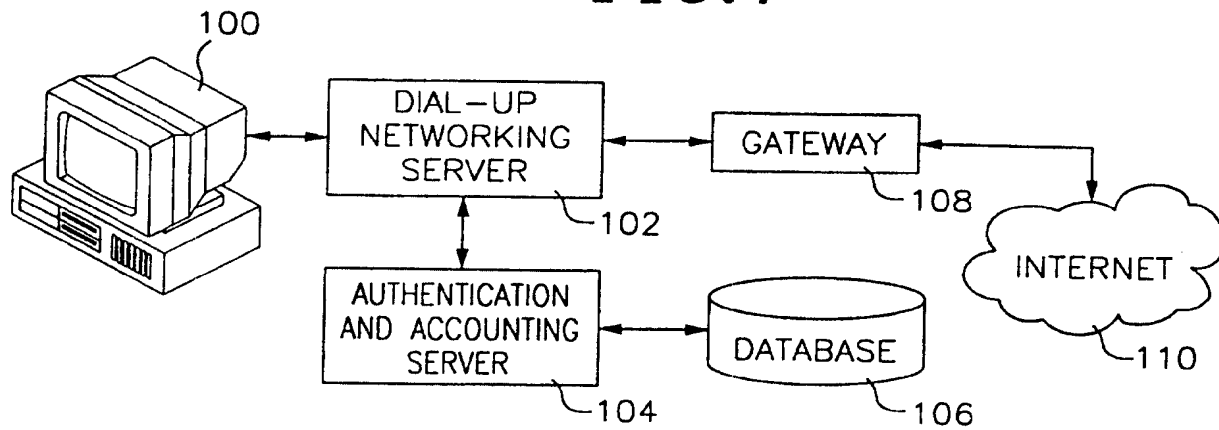 100
DIAL-UP
NETWORKING
SERVER
102
GATEWAY
108
INTERNET
110
AUTHENTICATION
AND ACCOUNTING
SERVER
104
DATABASE
106